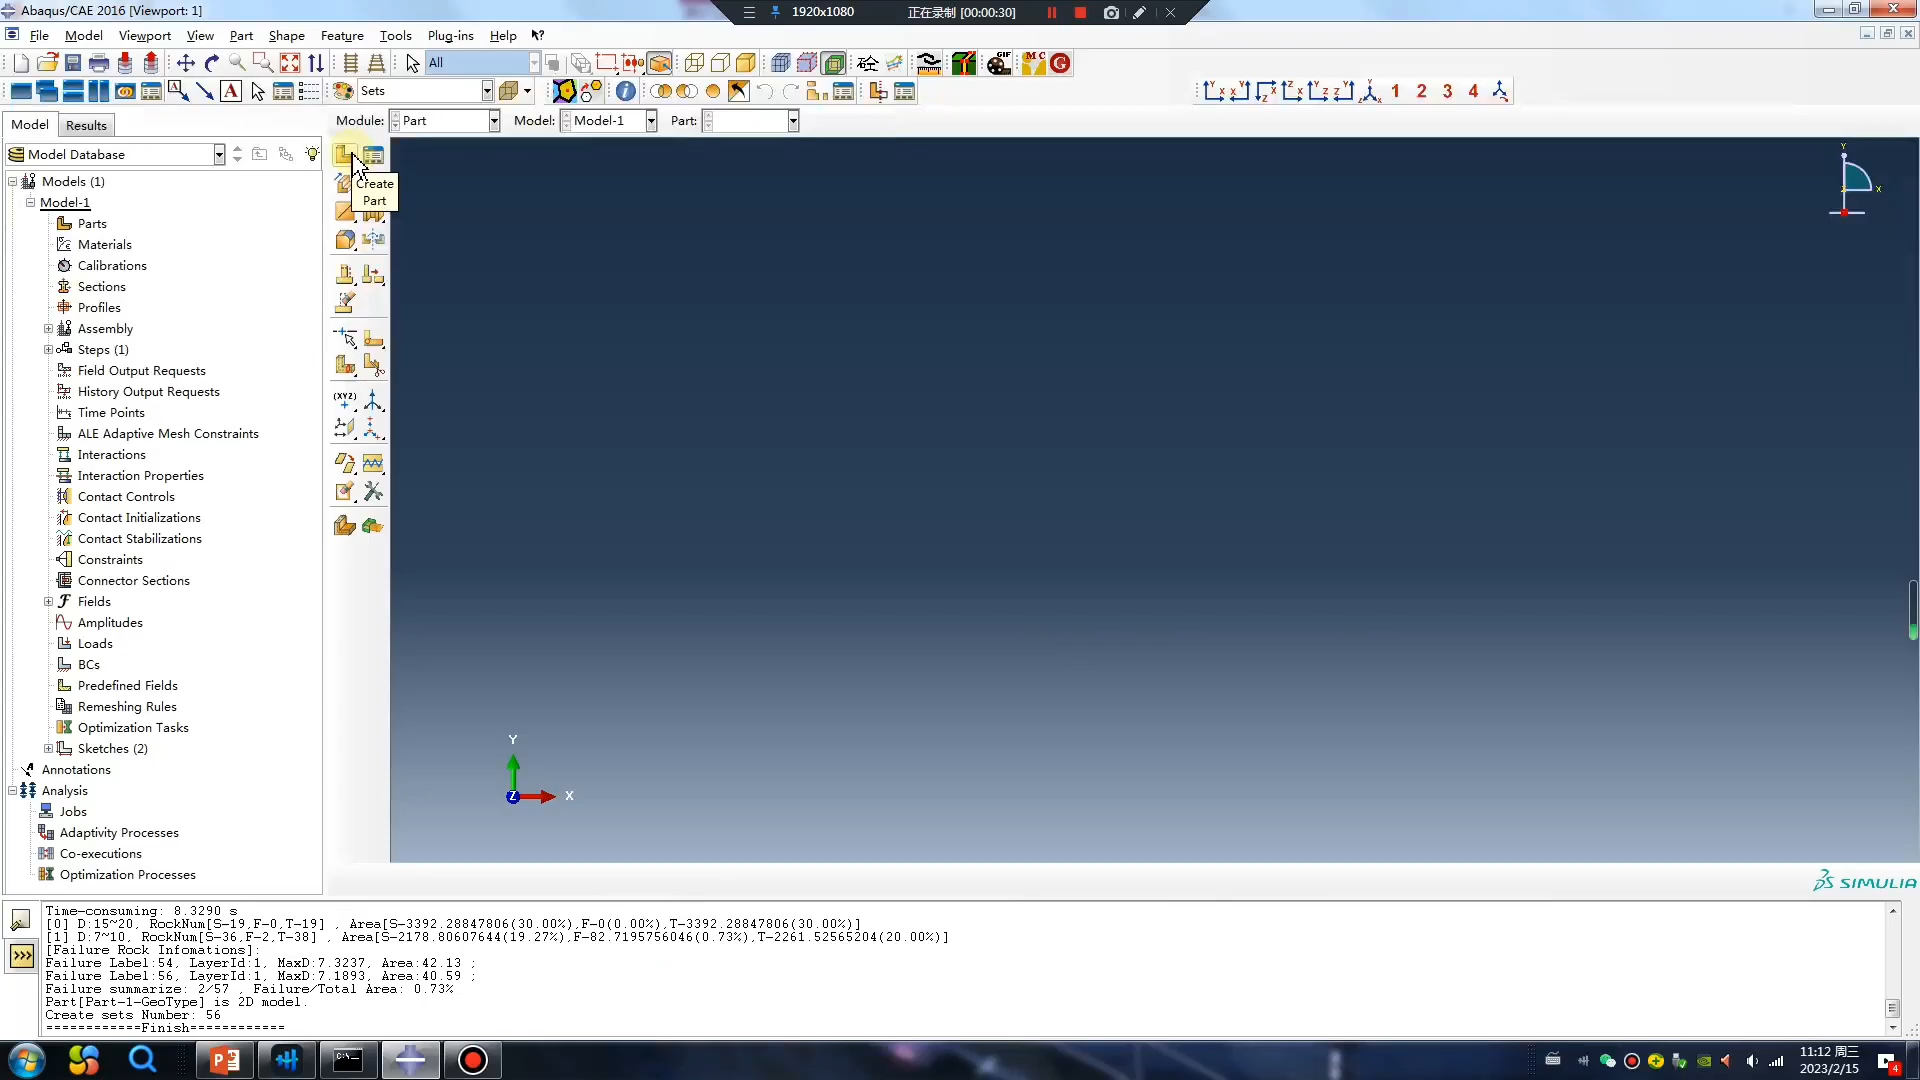 Abaqus/CAE 2016 [Viewport: 1]
1920x1080
正在录制 [00:00:30]
File Model Viewport View Part Shape Feature Tools Plug-ins Help
All
砼
GIF
M C
G
A
Sets
1 2 3 4
Model Results
Module: Part Model: Model-1 Part:
Model Database
Models (1)
Model-1
Parts
Materials
Calibrations
Sections
Profiles
Assembly
Steps (1)
Field Output Requests
History Output Requests
Time Points
ALE Adaptive Mesh Constraints
Interactions
Interaction Properties
Contact Controls
Contact Initializations
Contact Stabilizations
Constraints
Connector Sections
Fields
Amplitudes
Loads
BCs
Predefined Fields
Remeshing Rules
Optimization Tasks
Sketches (2)
Annotations
Analysis
Jobs
Adaptivity Processes
Co-executions
Optimization Processes
Create
Part
(XYZ)
Y
X
Z
Y
Z
X
SIMULIA
Time-consuming: 8.3290 s
[0] D:15~20, RockNum[S-19,F-0,T-19] , Area[S-3392.28847806(30.00%),F-0(0.00%),T-3392.28847806(30.00%)]
[1] D:7~10, RockNum[S-36,F-2,T-38] , Area[S-2178.80607644(19.27%),F-82.7195756046(0.73%),T-2261.52565204(20.00%)]
[Failure Rock Infomations]:
Failure Label:54, LayerId:1, MaxD:7.3237, Area:42.13 ;
Failure Label:56, LayerId:1, MaxD:7.1893, Area:40.59 ;
Failure summarize: 2/57 , Failure/Total Area: 0.73%
Part[Part-1-GeoType] is 2D model.
Create sets Number: 56
============Finish============
11:12 周三
2023/2/15
4